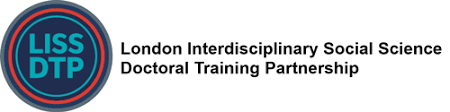 LISS
DTP
London Interdisciplinary Social Science
Doctoral Training Partnership